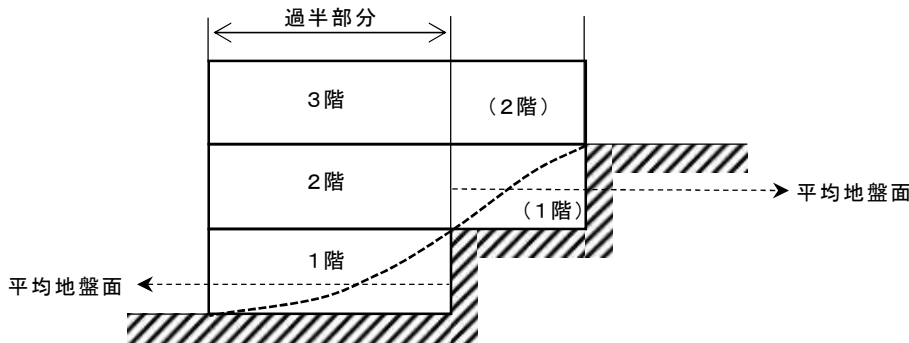 過半部分
3階
(2階)
2階
平均地盤面
(1階)
1階
平均地盤面